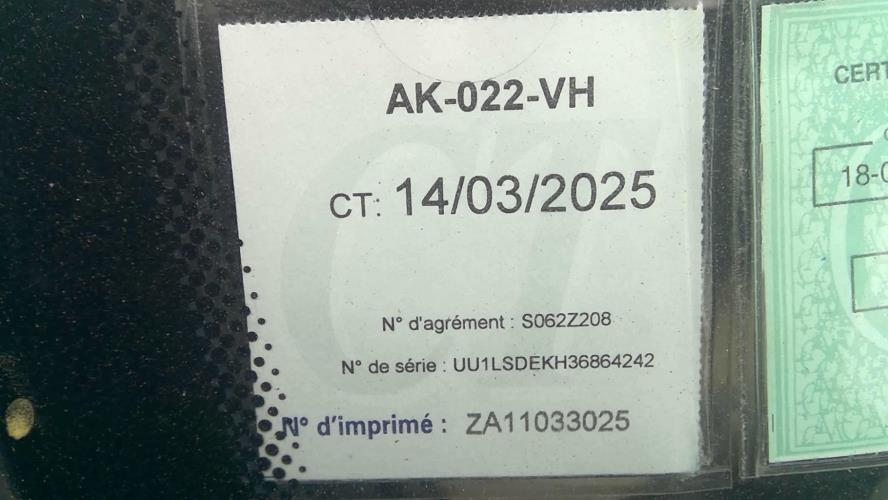 AK-022-VH
CT: 14/03/2025
N° d'agrément : S062Z208
N° de série : UU1LSDEKH36864242
N° d'imprimé : ZA11033025
CERT
18-0